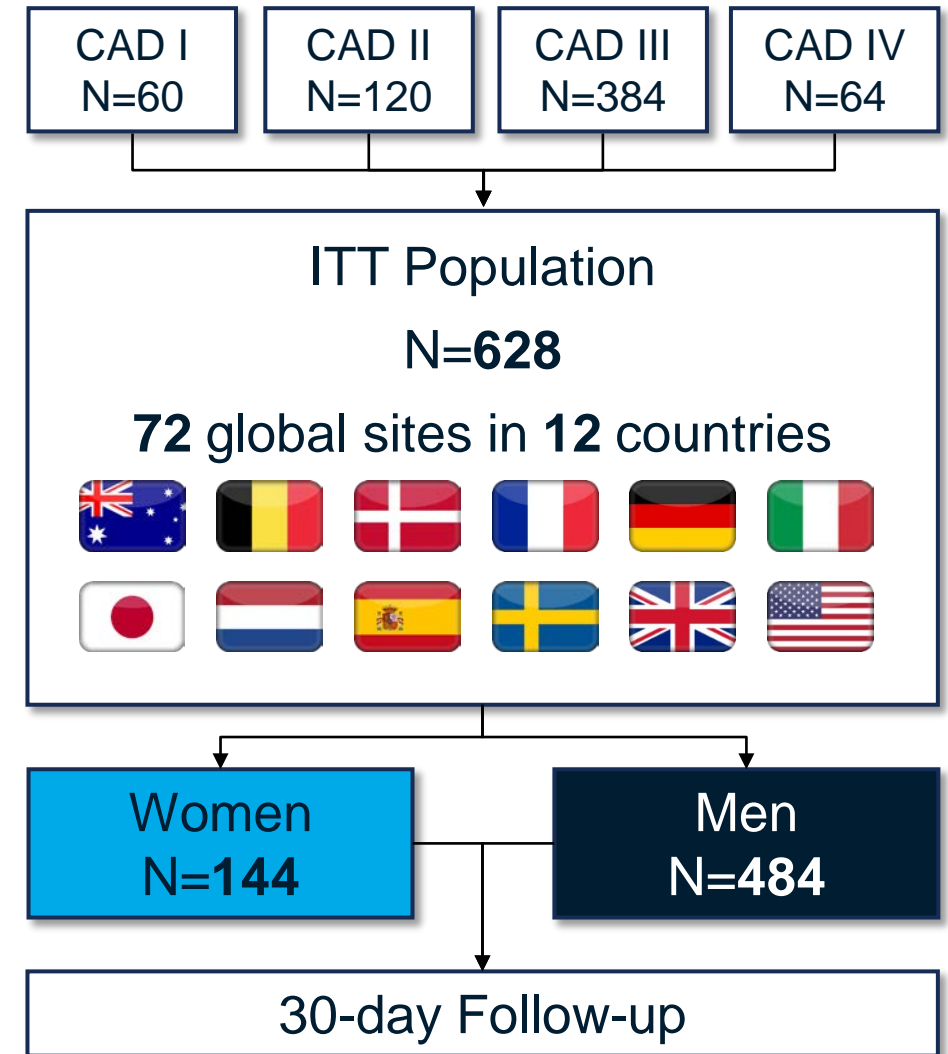 CAD I
N=60
CAD II
N=120
CAD III
N=384
CAD IV
N=64
ITT Population
N=628
72 global sites in 12 countries
Women
N=144
Men
N=484
30-day Follow-up